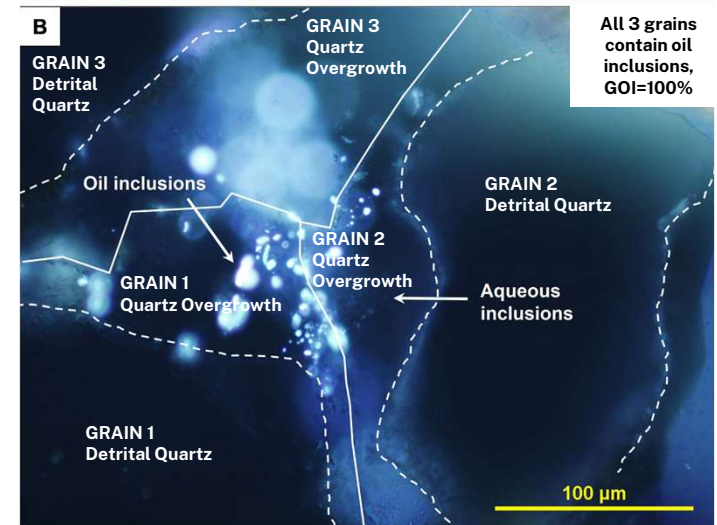 B
GRAIN 3
Detrital
Quartz
GRAIN 3
Quartz
Overgrowth
All 3 grains
contain oil
inclusions,
GOI=100%
Oil inclusions
GRAIN 2
Detrital Quartz
GRAIN 2
Quartz
Overgrowth
GRAIN 1
Quartz Overgrowth
Aqueous
inclusions
GRAIN 1
Detrital Quartz
100 µm